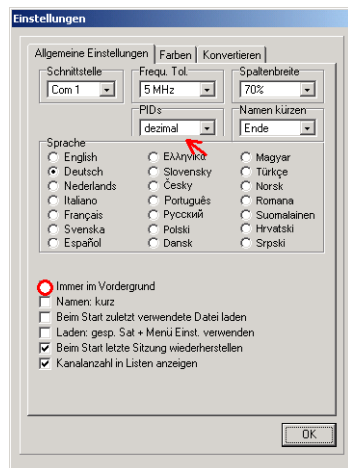 Einstellungen
Allgemeine Einstellungen Farben Konvertieren
Schnittstelle Frequ. Tol. Spaltenbreite
Com 1 5 MHz 70%
PIDs Namen kürzen
dezimal Ende
Sprache
English Ελληνικα Magyar
Deutsch Slovensky Türkçe
Nederlands Česky Norsk
Italiano Português Romana
Français Русский Suomalainen
Svenska Polski Hrvatski
Español Dansk Srpski
Immer im Vordergrund
Namen: kurz
Beim Start zuletzt verwendete Datei laden
Laden: gesp. Sat + Menü Einst. verwenden
Beim Start letzte Sitzung wiederherstellen
Kanalanzahl in Listen anzeigen
OK